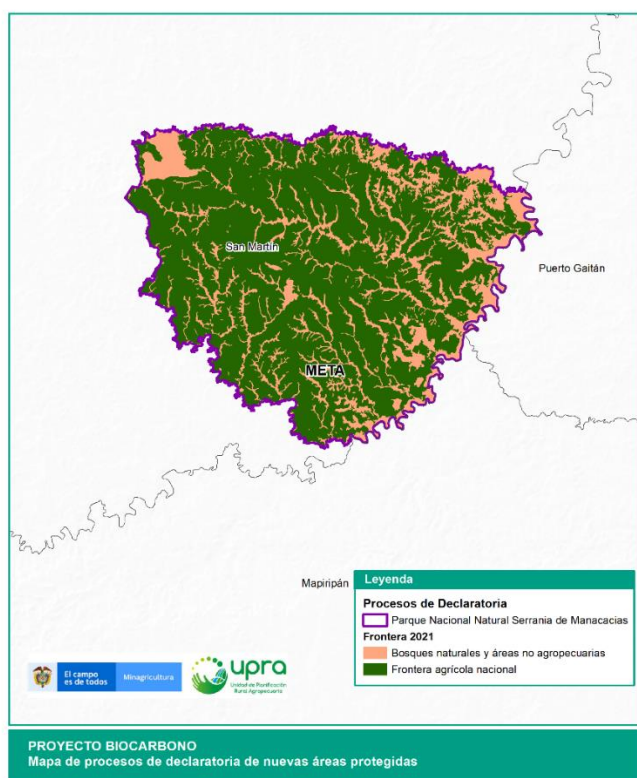 San Martín
Puerto Gaitán
META
Mapiripán
Leyenda
Procesos de Declaratoria
Parque Nacional Natural Serrania de Manacacias
Frontera 2021
Bosques naturales y áreas no agropecuarias
Frontera agrícola nacional
El campo
es de todos
Minagricultura
upra
Unidad de Planificación
Rural Agropecuaria
PROYECTO BIOCARBONO
Mapa de procesos de declaratoria de nuevas áreas protegidas